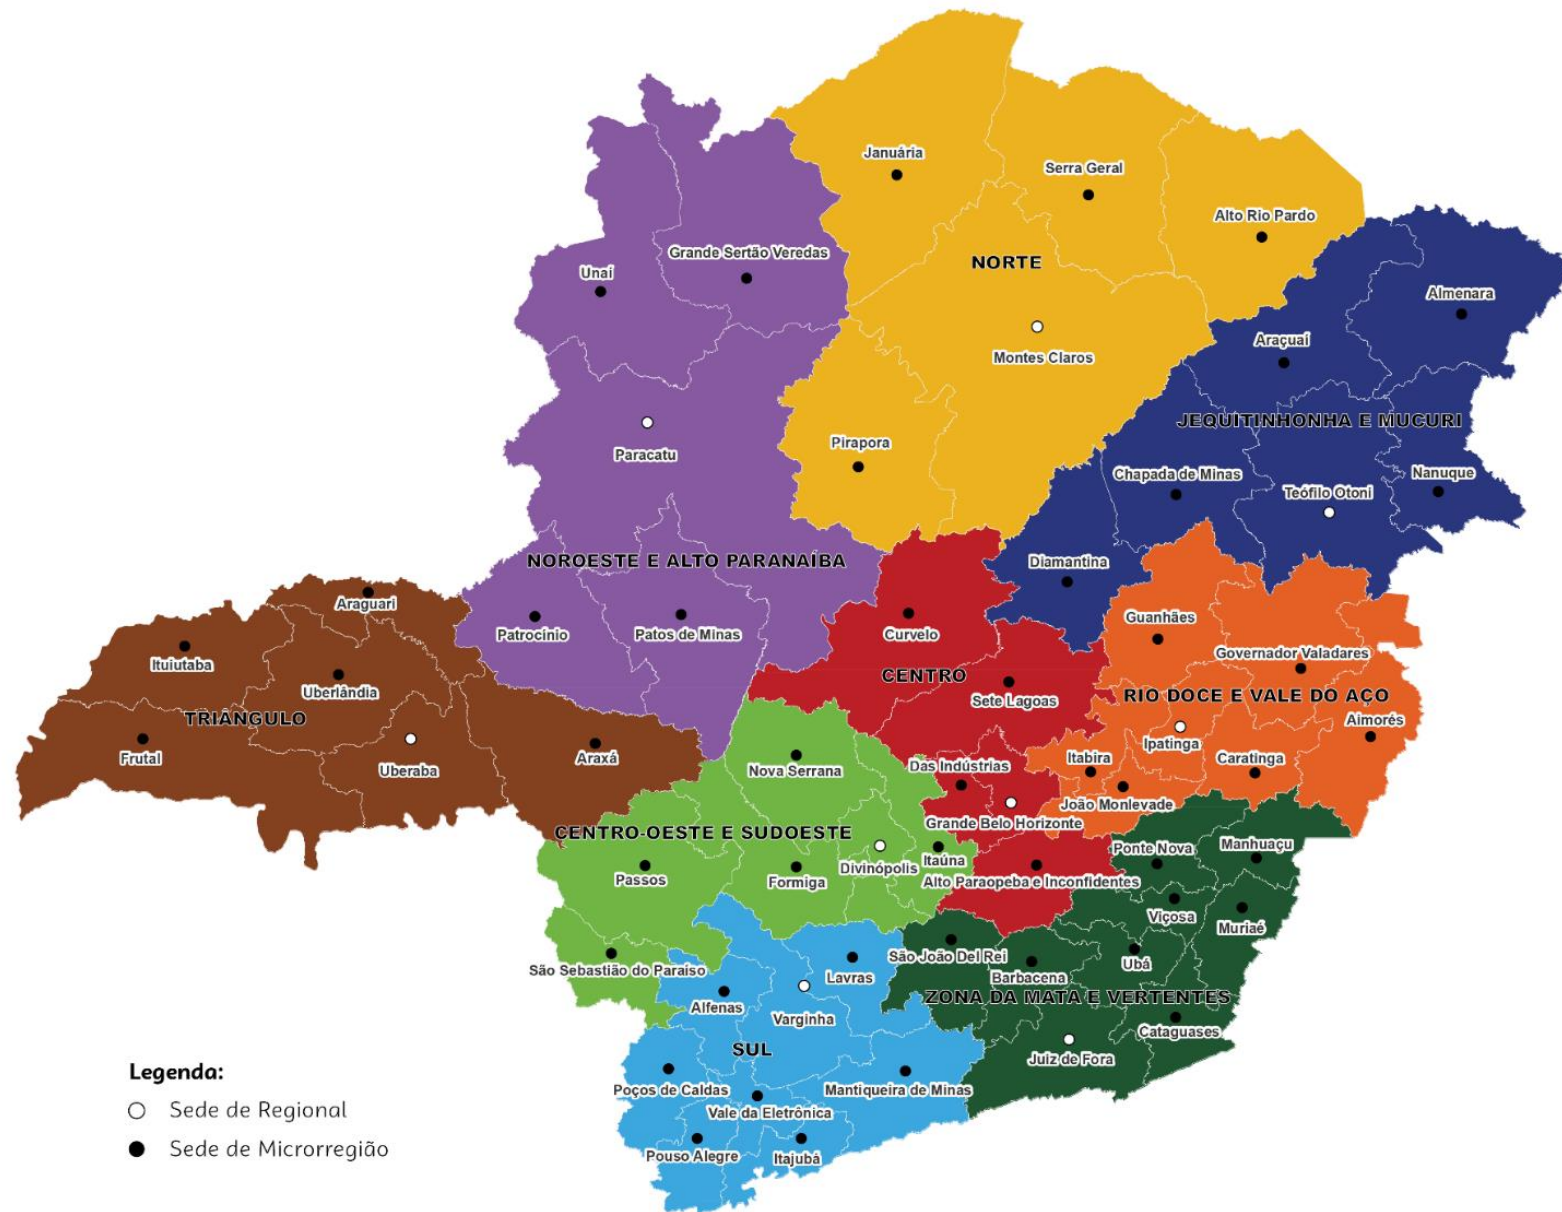 Januária
Serra Geral
Alto Rio Pardo
Grande Sertão Veredas
NORTE
Unaí
Almenara
Araçuaí
Montes Claros
JEQUITINHONHA E MUCURI
Pirapora
Paracatu
Chapada de Minas
Nanuque
Teófilo Otoni
NOROESTE E ALTO PARANAÍBA
Diamantina
Araguari
Guanhães
Patrocínio
Patos de Minas
Curvelo
Governador Valadares
Ituiutaba
CENTRO
Uberlândia
RIO DOCE E VALE DO AÇO
Sete Lagoas
TRIÂNGULO
Aimorés
Ipatinga
Frutal
Araxá
Itabira
Caratinga
Das Indústrias
Uberaba
Nova Serrana
João Monlevade
Grande Belo Horizonte
CENTRO-OESTE E SUDOESTE
Manhuaçu
Ponte Nova
Itaúna
Divinópolis
Passos
Formiga
Alto Paraopeba e Inconfidentes
Viçosa
Muriaé
São João Del Rei
Ubá
São Sebastião do Paraíso
Lavras
Barbacena
ZONA DA MATA E VERTENTES
Alfenas
Varginha
Cataguases
SUL
Juiz de Fora
Poços de Caldas
Mantiqueira de Minas
Vale da Eletrônica
Pouso Alegre
Itajubá
Legenda:
Sede de Regional
Sede de Microrregião